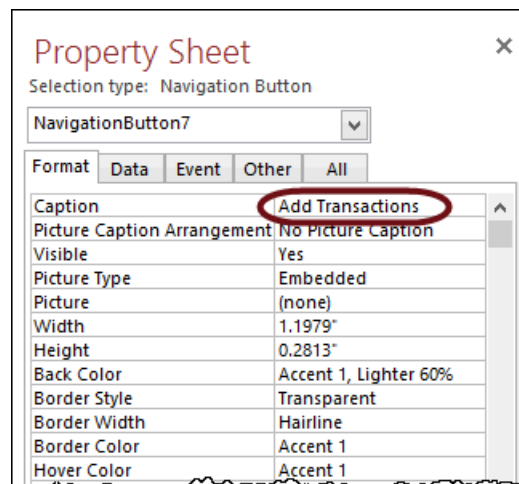 Property Sheet
Selection type: Navigation Button
NavigationButton7
Format Data Event Other All
Caption Add Transactions
Picture Caption Arrangement No Picture Caption
Visible Yes
Picture Type Embedded
Picture (none)
Width 1.1979"
Height 0.2813"
Back Color Accent 1, Lighter 60%
Border Style Transparent
Border Width Hairline
Border Color Accent 1
Hover Color Accent 1